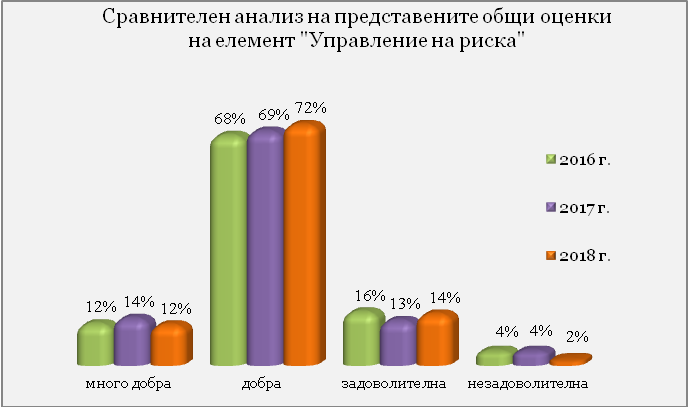 Сравнителен анализ на представените общи оценки
на елемент "Управление на риска"
68% 69% 72%
12% 14% 12%
16% 13% 14%
4% 4% 2%
много добра добра задоволителна незадоволителна
2016 г.
2017 г.
2018 г.